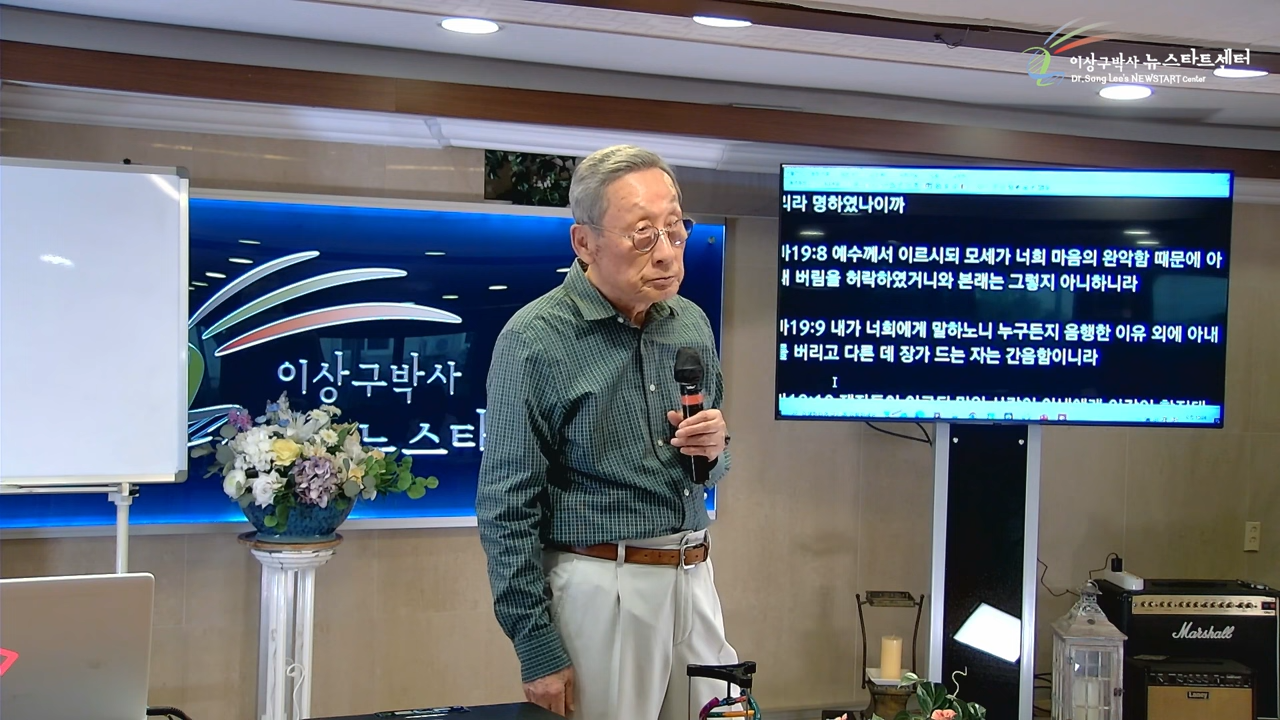 이상구박사 뉴스타트센터
Dr. Sang Lee's NEWSTART Center
이상구박사
뉴스타
리라 명하였나이까
19:8 예수께서 이르시되 모세가 너희 마음의 완악함 때문에 아
내 버림을 허락하였거니와 본래는 그렇지 아니하니라
19:9 내가 너희에게 말하노니 누구든지 음행한 이유 외에 아내
를 버리고 다른 데 장가 드는 자는 간음함이니라
Marshall
Laney